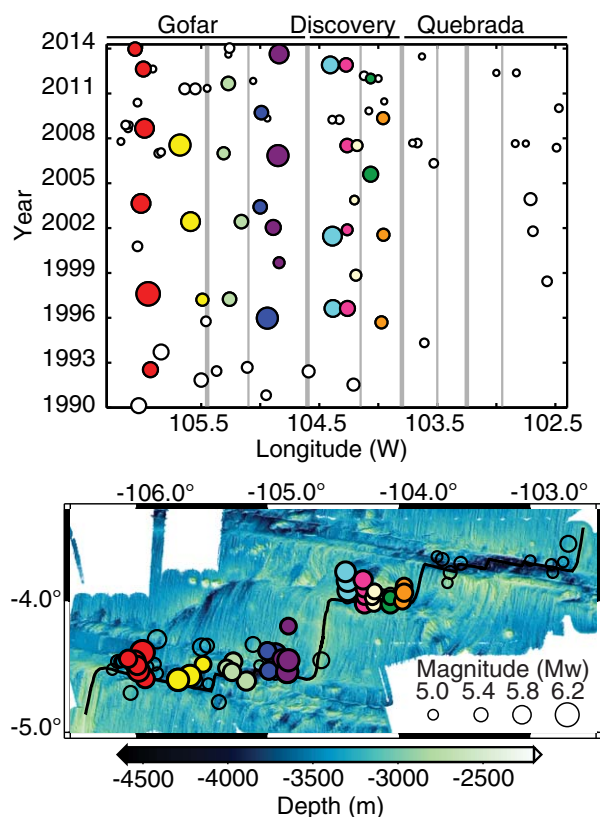 Gofar Discovery Quebrada
2014
2011
2008
2005
2002
1999
1996
1993
1990
Year
105.5 104.5 103.5 102.5
Longitude (W)
-106.0° -105.0° -104.0° -103.0°
-4.0°
-5.0°
Magnitude (Mw)
5.0 5.4 5.8 6.2
-4500 -4000 -3500 -3000 -2500
Depth (m)